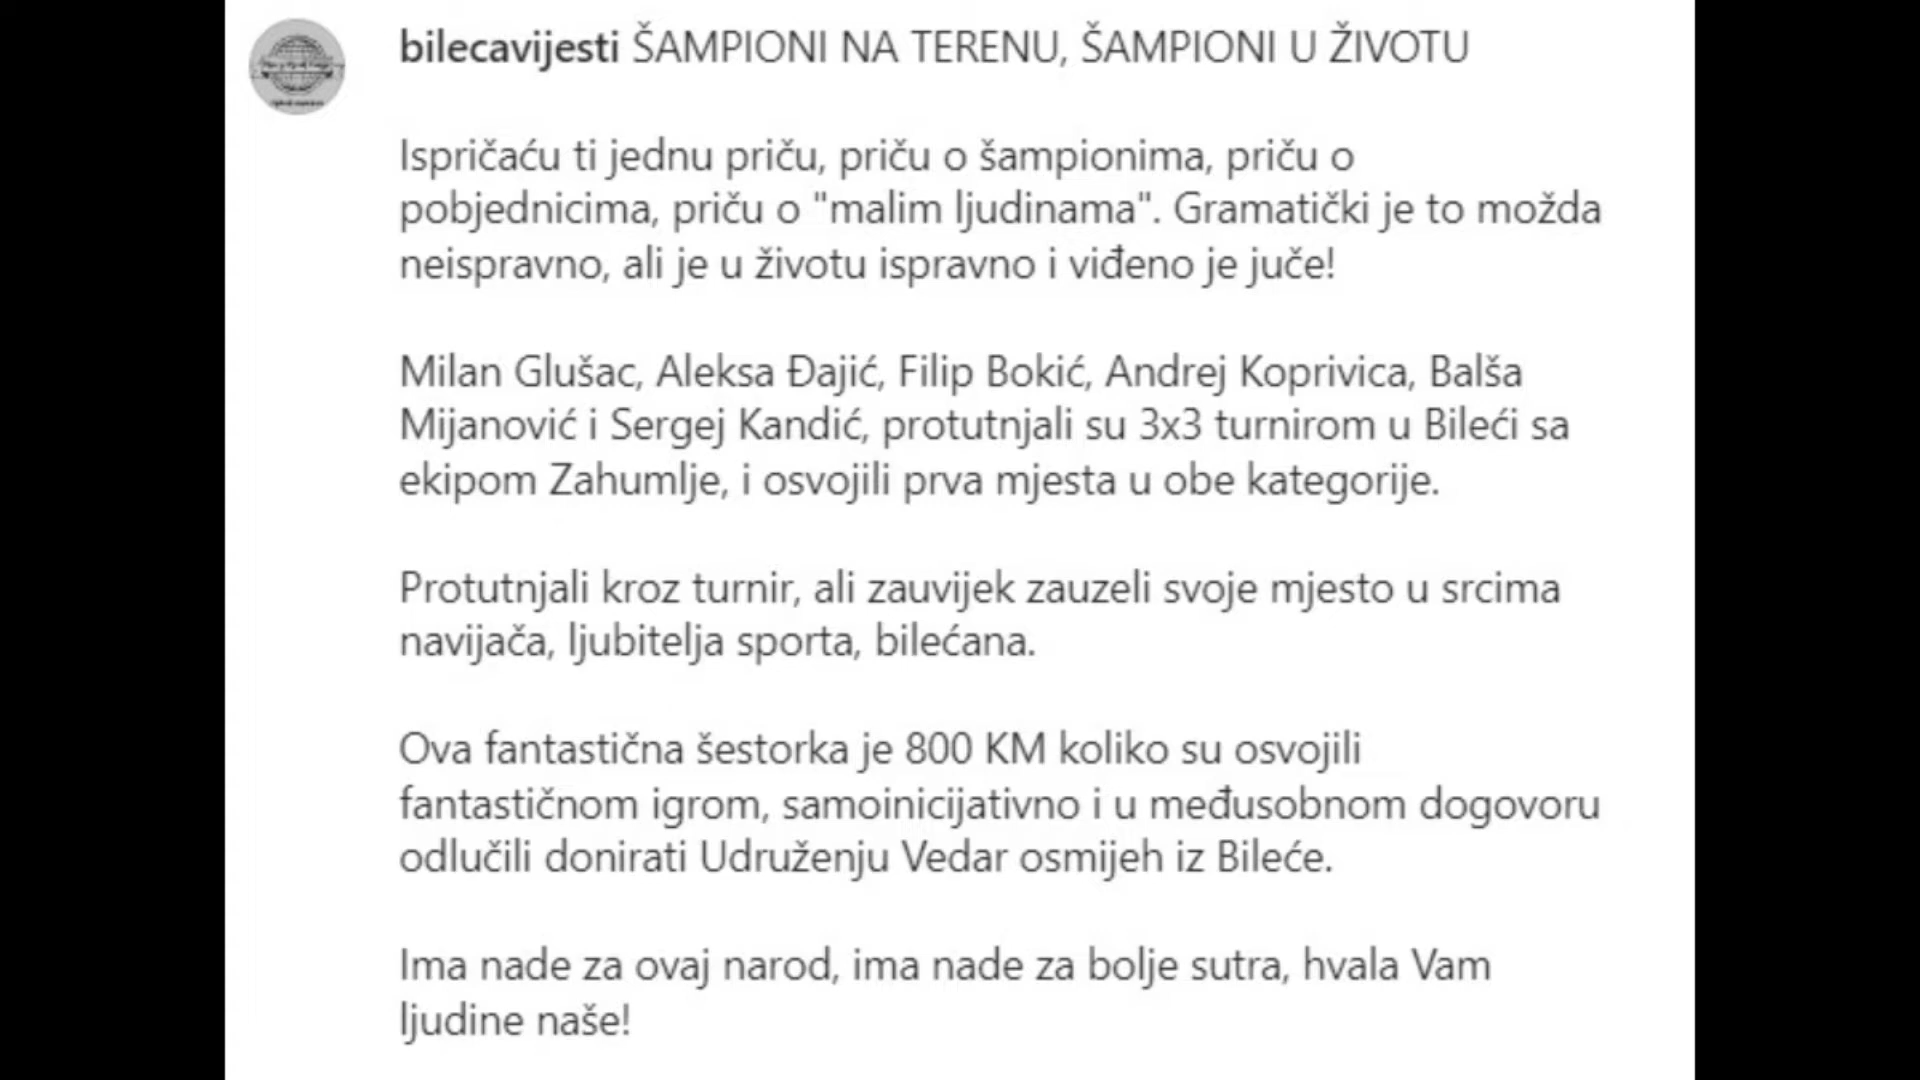 bilecavijesti ŠAMPIONI NA TERENU, ŠAMPIONI U ŽIVOTU
Ispričaću ti jednu priču, priču o šampionima, priču o
pobjednicima, priču o "malim ljudinama". Gramatički je to možda
neispravno, ali je u životu ispravno i viđeno je juče!
Milan Glušac, Aleksa Đajić, Filip Bokić, Andrej Koprivica, Balša
Mijanović i Sergej Kandić, protutnjali su 3x3 turnirom u Bileći sa
ekipom Zahumlje, i osvojili prva mjesta u obe kategorije.
Protutnjali kroz turnir, ali zauvijek zauzeli svoje mjesto u srcima
navijača, ljubitelja sporta, bilećana.
Ova fantastična šestorka je 800 KM koliko su osvojili
fantastičnom igrom, samoinicijativno i u međusobnom dogovoru
odlučili donirati Udruženju Vedar osmijeh iz Bileće.
Ima nade za ovaj narod, ima nade za bolje sutra, hvala Vam
ljudine naše!